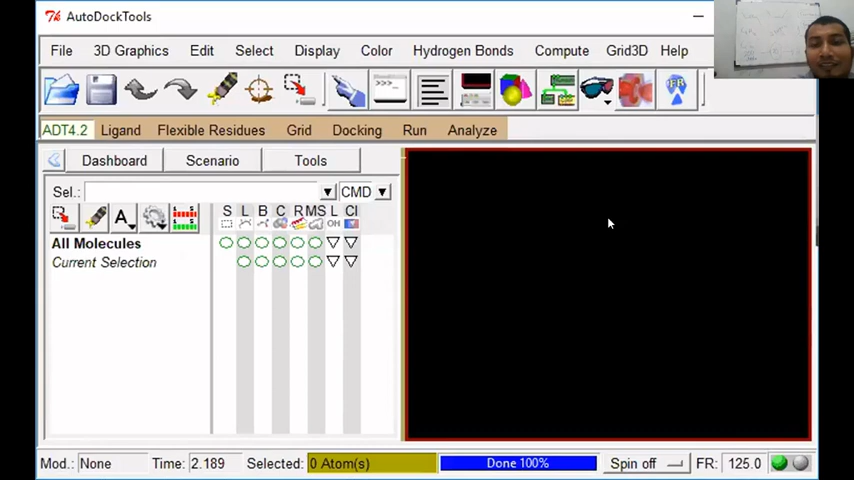 AutoDockTools
File 3D Graphics Edit Select Display Color Hydrogen Bonds Compute Grid3D Help
ADT4.2 Ligand Flexible Residues Grid Docking Run Analyze
Dashboard Scenario Tools
Sel.: CMD
S L B C R MS L Cl
All Molecules
Current Selection
Mod.: None Time: 2.189 Selected: 0 Atom(s) Done 100% Spin off FR: 125.0